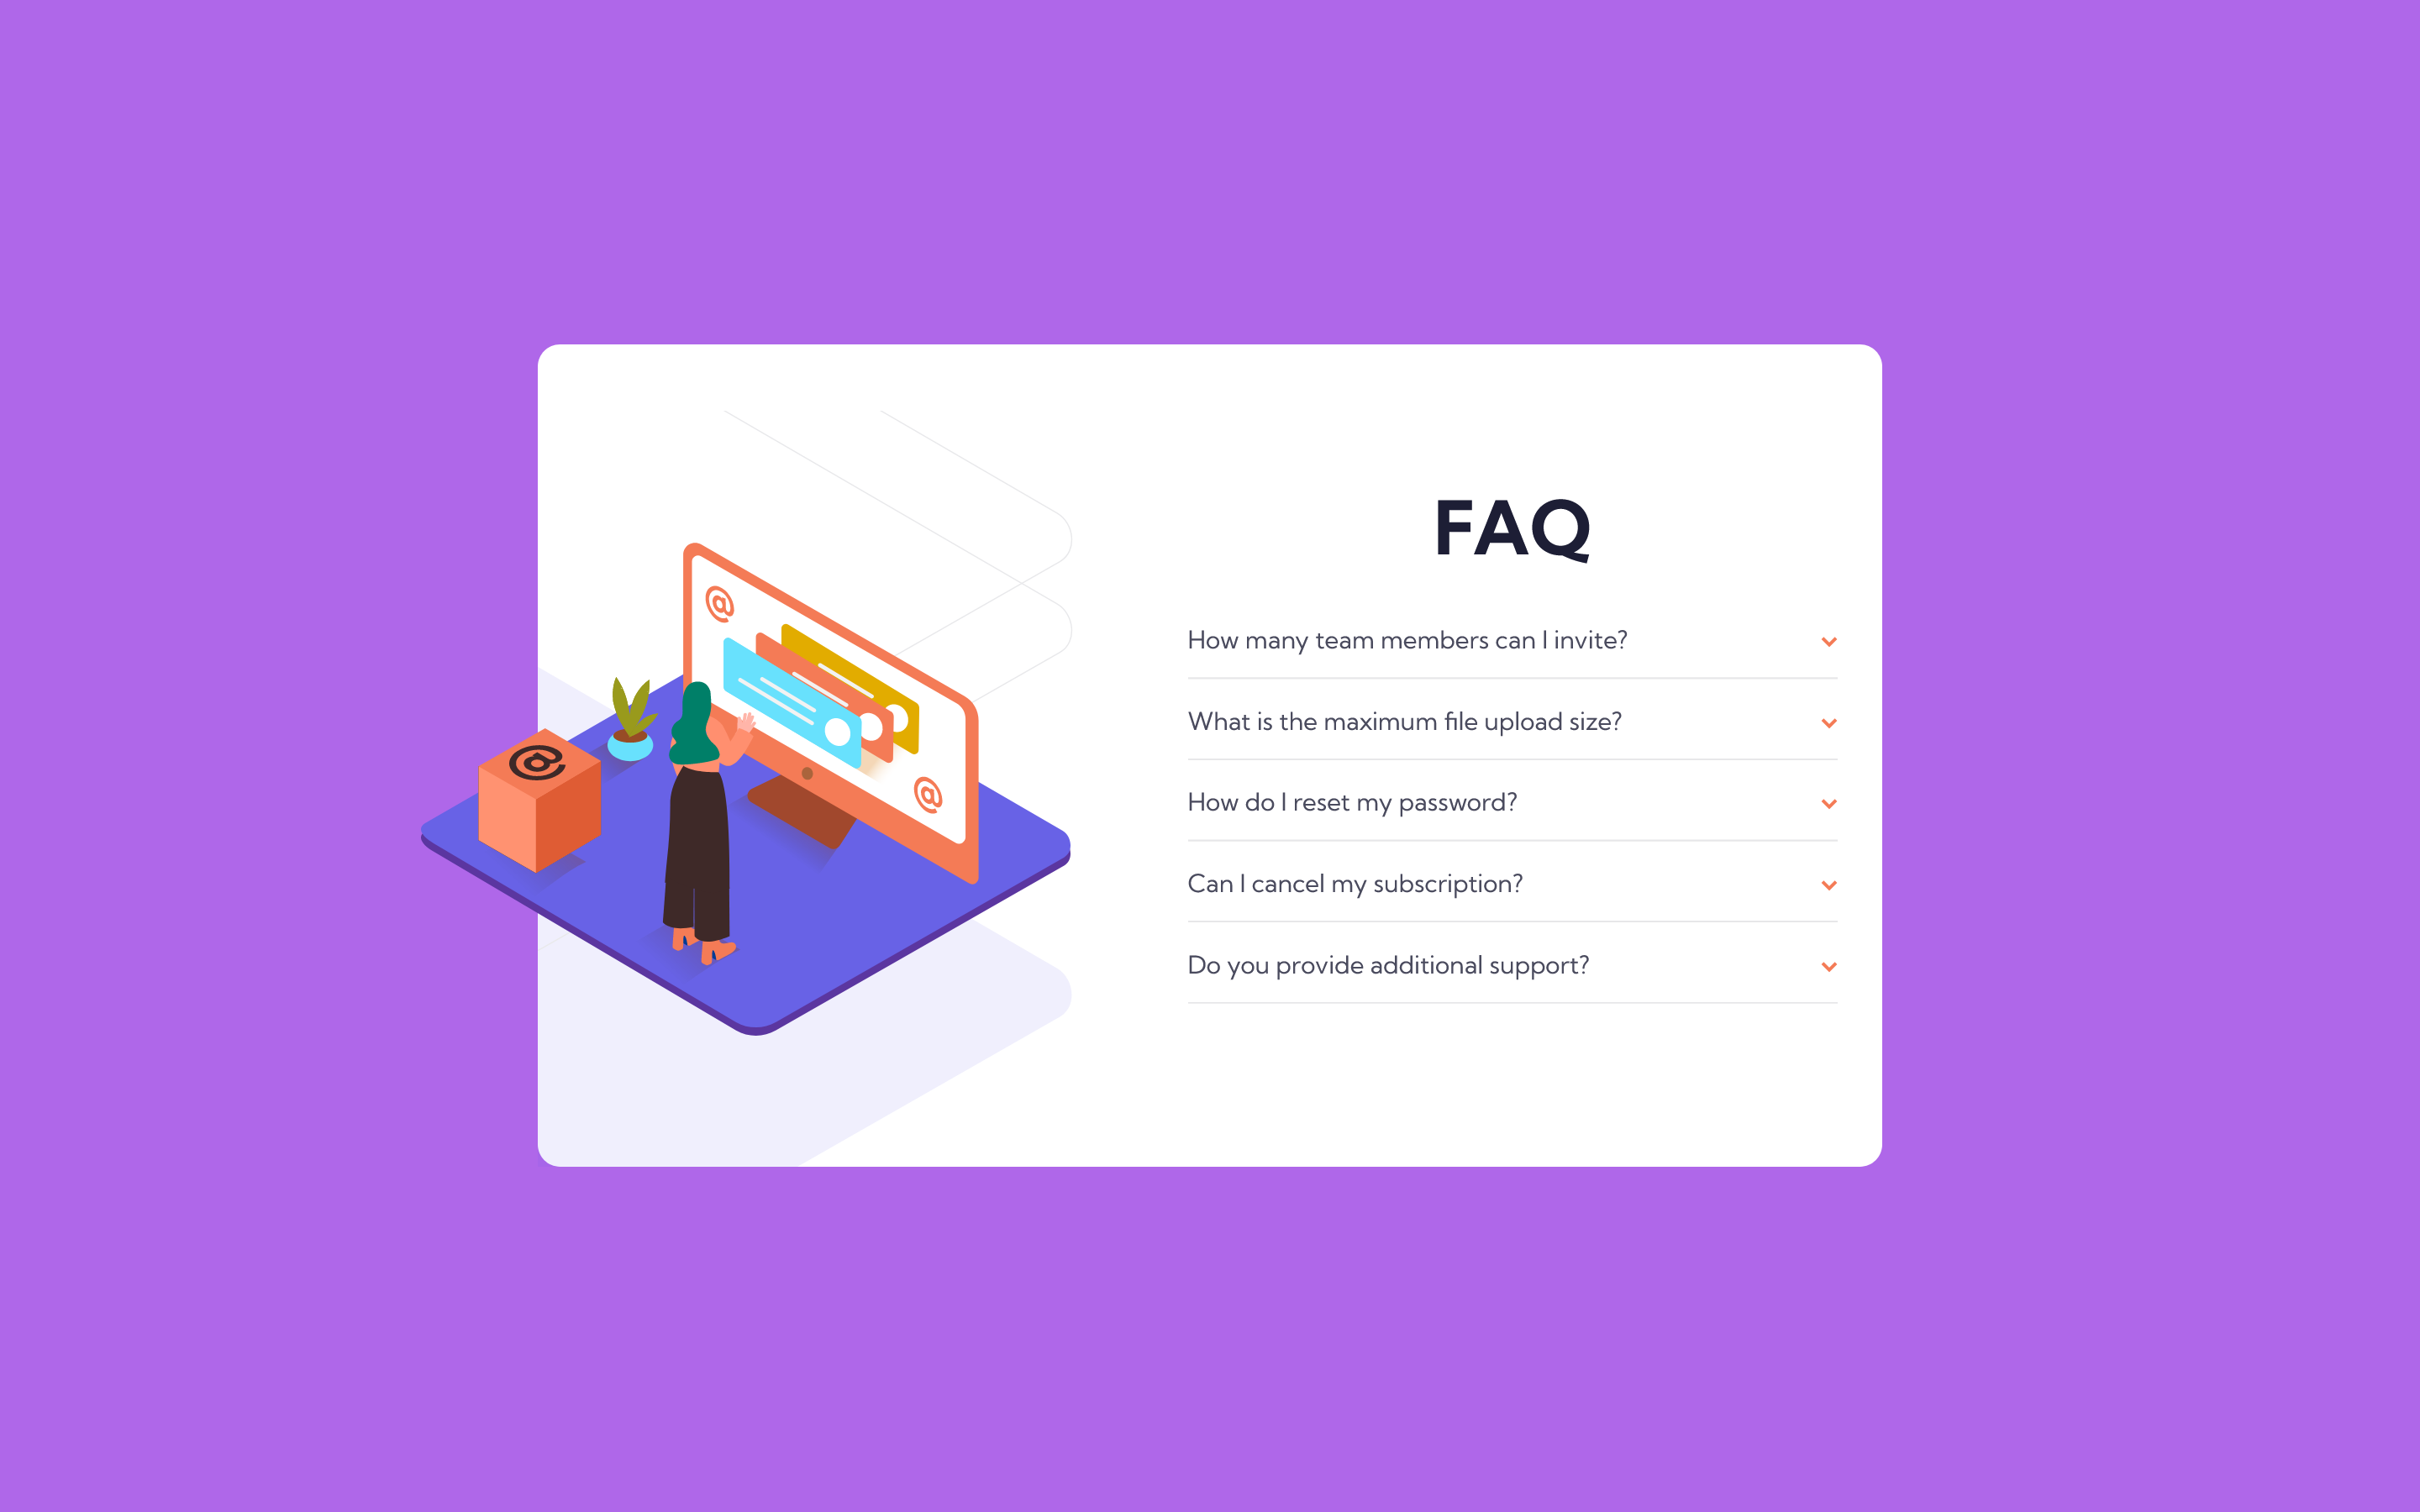 FAQ
How many team members can I invite?
What is the maximum file upload size?
How do I reset my password?
Can I cancel my subscription?
Do you provide additional support?
@
@
@